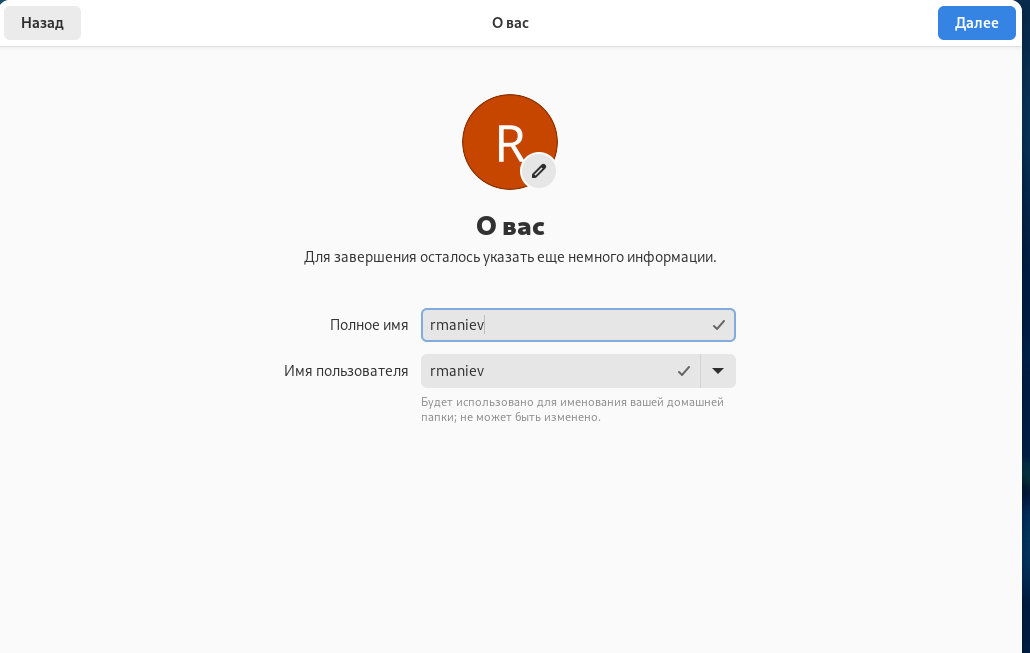 Назад
О вас
Далее
R
О вас
Для завершения осталось указать еще немного информации.
Полное имя
rmaniev
Имя пользователя
rmaniev
Будет использовано для именования вашей домашней
папки; не может быть изменено.